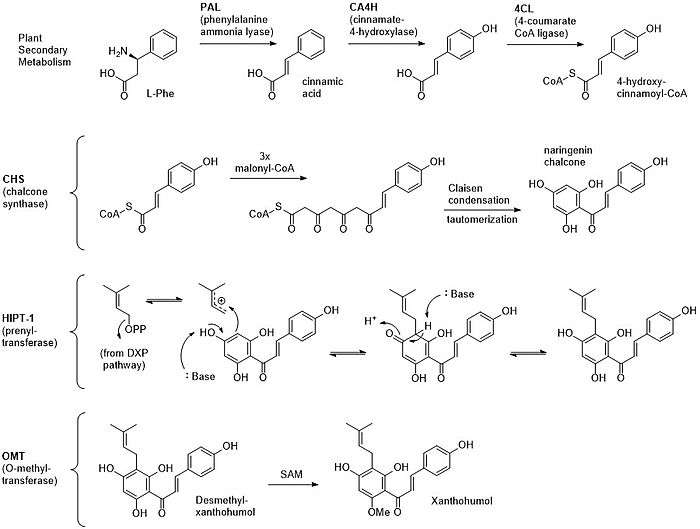 Plant
Secondary
Metabolism
PAL
(phenylalanine
ammonia lyase)
CA4H
(cinnamate-
4-hydroxylase)
4CL
(4-coumarate
CoA ligase)
H2N
HO
O
L-Phe
HO
O
cinnamic
acid
OH
HO
O
OH
CoA
S
O
4-hydroxy-
cinnamoyl-CoA
CHS
(chalcone
synthase)
OH
CoA
S
O
3x
malonyl-CoA
OH
CoA
S
O
O
O
O
Claisen
condensation
tautomerization
naringenin
chalcone
OH
HO
OH
OH
O
HIPT-1
(prenyl-
transferase)
OPP
(from DXP
pathway)
+
HO
OH
OH
O
OH
: Base
H+
: Base
H
O
OH
OH
O
OH
HO
OH
OH
O
OH
OMT
(O-methyl-
transferase)
HO
OH
OH
O
OH
Desmethyl-
xanthohumol
SAM
HO
OH
OMe
O
OH
Xanthohumol